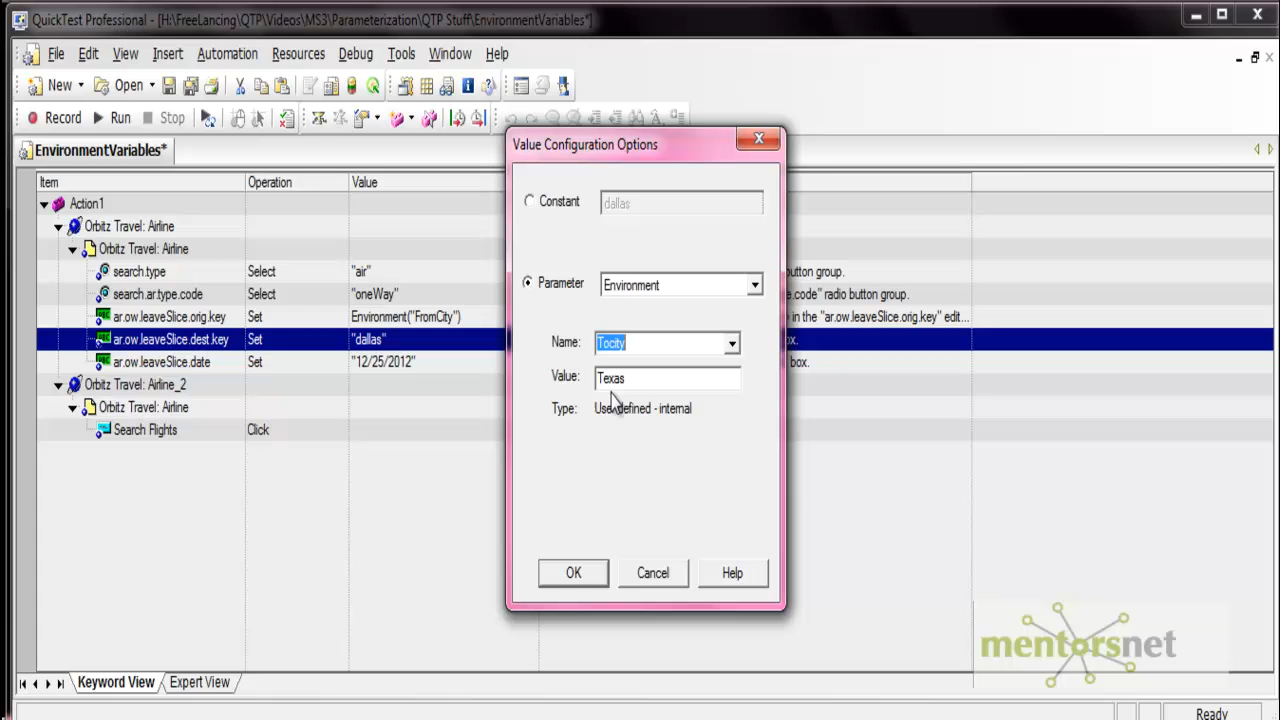 QuickTest Professional - [H:\FreeLancing\QTP\Videos\MS3\Parameterization\QTP Stuff\EnvironmentVariables*]
File Edit View Insert Automation Resources Debug Tools Window Help
New Open
Record Run Stop
EnvironmentVariables*
Item Operation Value
Action1
Orbitz Travel: Airline
Orbitz Travel: Airline
search.type Select "air" button group.
search.ar.type.code Select "oneWay" e.code" radio button group.
ar.ow.leaveSlice.orig.key Set Environment("FromCity") in the "ar.ow.leaveSlice.orig.key" edit...
ar.ow.leaveSlice.dest.key Set "dallas" box.
ar.ow.leaveSlice.date Set "12/25/2012" box.
Orbitz Travel: Airline_2
Orbitz Travel: Airline
Search Flights Click
Value Configuration Options
Constant dallas
Parameter Environment
Name: Tocity
Value: Texas
Type: User defined - internal
OK Cancel Help
mentorsnet
Keyword View Expert View
Ready